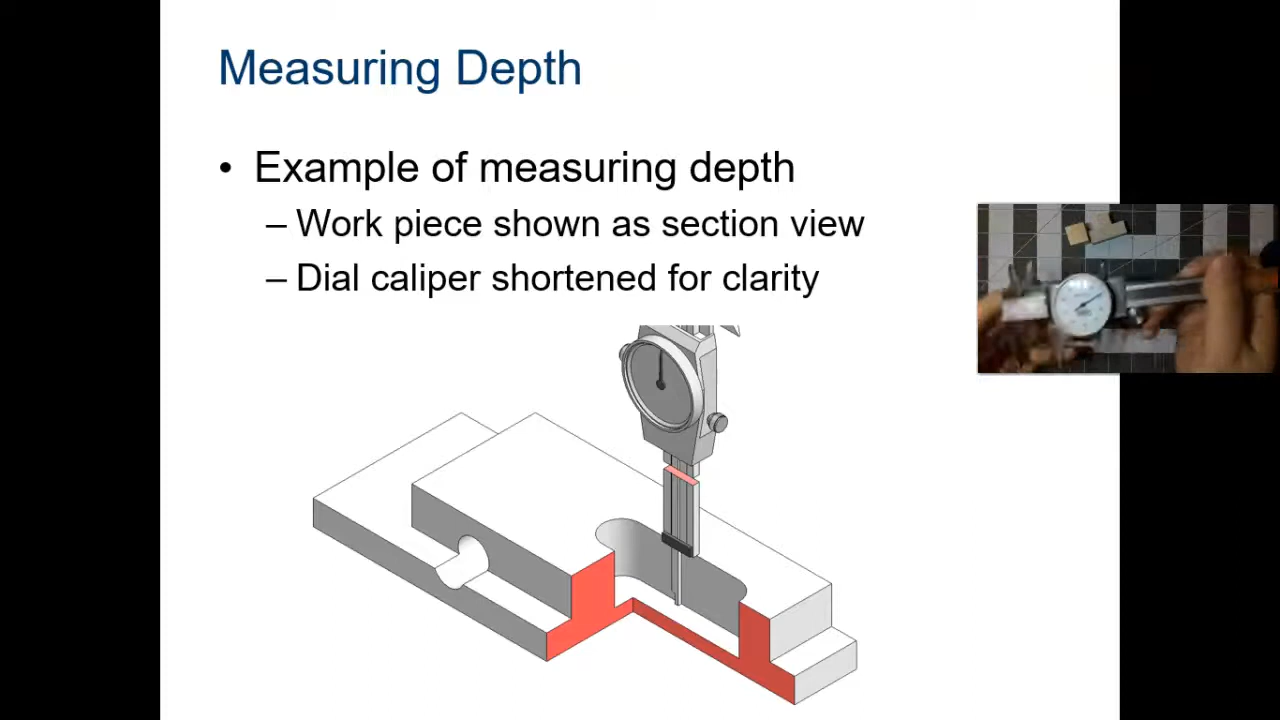 Measuring Depth
• Example of measuring depth
– Work piece shown as section view
– Dial caliper shortened for clarity